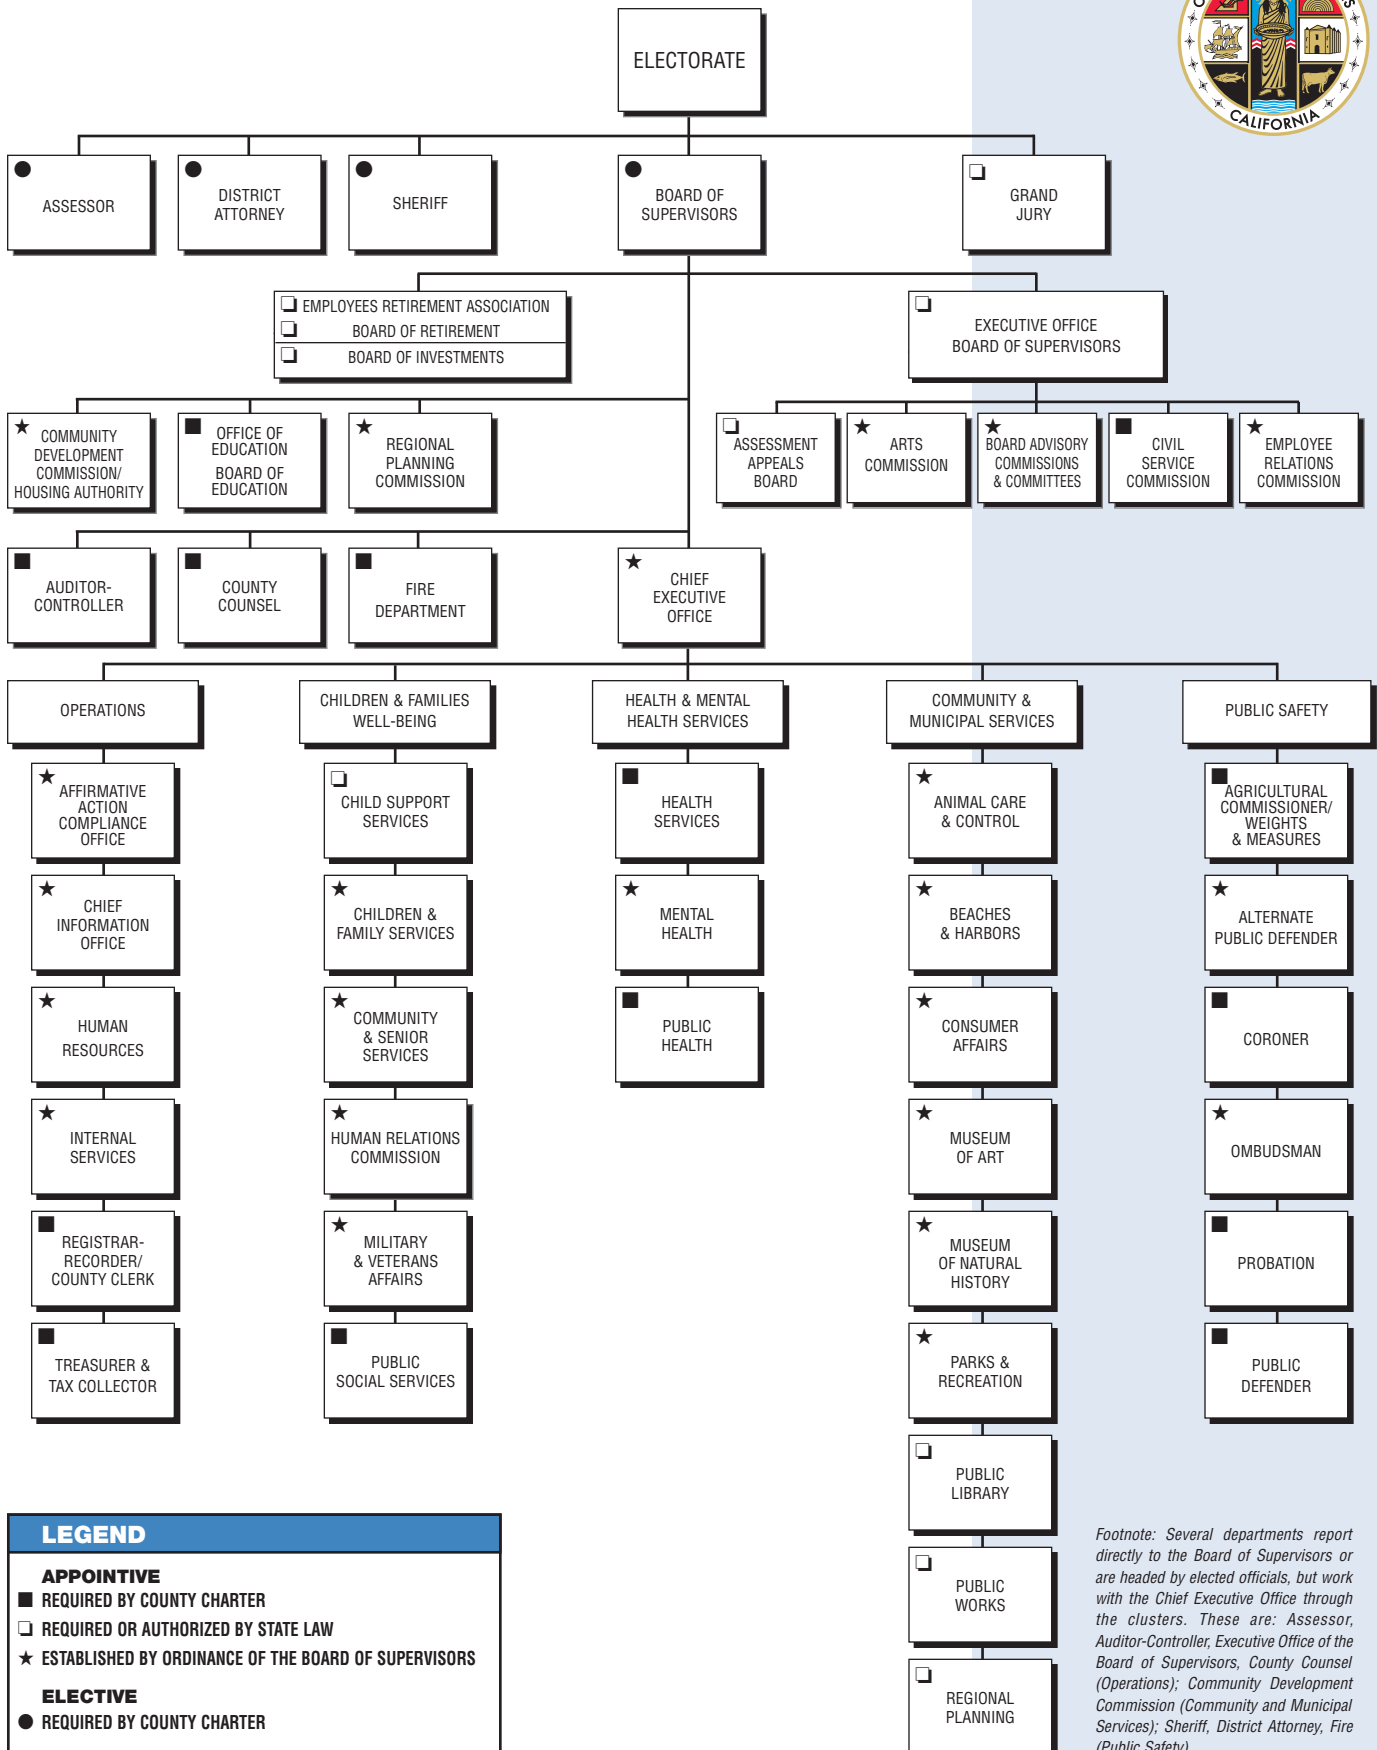 CALIFORNIA
ELECTORATE
ASSESSOR
DISTRICT
ATTORNEY
SHERIFF
BOARD OF
SUPERVISORS
GRAND
JURY
❏ EMPLOYEES RETIREMENT ASSOCIATION
❏ BOARD OF RETIREMENT
❏ BOARD OF INVESTMENTS
EXECUTIVE OFFICE
BOARD OF SUPERVISORS
COMMUNITY
DEVELOPMENT
COMMISSION/
HOUSING AUTHORITY
OFFICE OF
EDUCATION
BOARD OF
EDUCATION
REGIONAL
PLANNING
COMMISSION
ASSESSMENT
APPEALS
BOARD
ARTS
COMMISSION
BOARD ADVISORY
COMMISSIONS
& COMMITTEES
CIVIL
SERVICE
COMMISSION
EMPLOYEE
RELATIONS
COMMISSION
AUDITOR-
CONTROLLER
COUNTY
COUNSEL
FIRE
DEPARTMENT
CHIEF
EXECUTIVE
OFFICE
OPERATIONS
CHILDREN & FAMILIES
WELL-BEING
HEALTH & MENTAL
HEALTH SERVICES
COMMUNITY &
MUNICIPAL SERVICES
PUBLIC SAFETY
AFFIRMATIVE
ACTION
COMPLIANCE
OFFICE
CHILD SUPPORT
SERVICES
HEALTH
SERVICES
ANIMAL CARE
& CONTROL
AGRICULTURAL
COMMISSIONER/
WEIGHTS
& MEASURES
CHIEF
INFORMATION
OFFICE
CHILDREN &
FAMILY SERVICES
MENTAL
HEALTH
BEACHES
& HARBORS
ALTERNATE
PUBLIC DEFENDER
HUMAN
RESOURCES
COMMUNITY
& SENIOR
SERVICES
PUBLIC
HEALTH
CONSUMER
AFFAIRS
CORONER
INTERNAL
SERVICES
HUMAN RELATIONS
COMMISSION
MUSEUM
OF ART
OMBUDSMAN
REGISTRAR-
RECORDER/
COUNTY CLERK
MILITARY
& VETERANS
AFFAIRS
MUSEUM
OF NATURAL
HISTORY
PROBATION
TREASURER &
TAX COLLECTOR
PUBLIC
SOCIAL SERVICES
PARKS &
RECREATION
PUBLIC
DEFENDER
PUBLIC
LIBRARY
PUBLIC
WORKS
REGIONAL
PLANNING
LEGEND
APPOINTIVE
■ REQUIRED BY COUNTY CHARTER
❏ REQUIRED OR AUTHORIZED BY STATE LAW
★ ESTABLISHED BY ORDINANCE OF THE BOARD OF SUPERVISORS
ELECTIVE
● REQUIRED BY COUNTY CHARTER
Footnote: Several departments report
directly to the Board of Supervisors or
are headed by elected officials, but work
with the Chief Executive Office through
the clusters. These are: Assessor,
Auditor-Controller, Executive Office of the
Board of Supervisors, County Counsel
(Operations); Community Development
Commission (Community and Municipal
Services); Sheriff, District Attorney, Fire
(Public Safety)